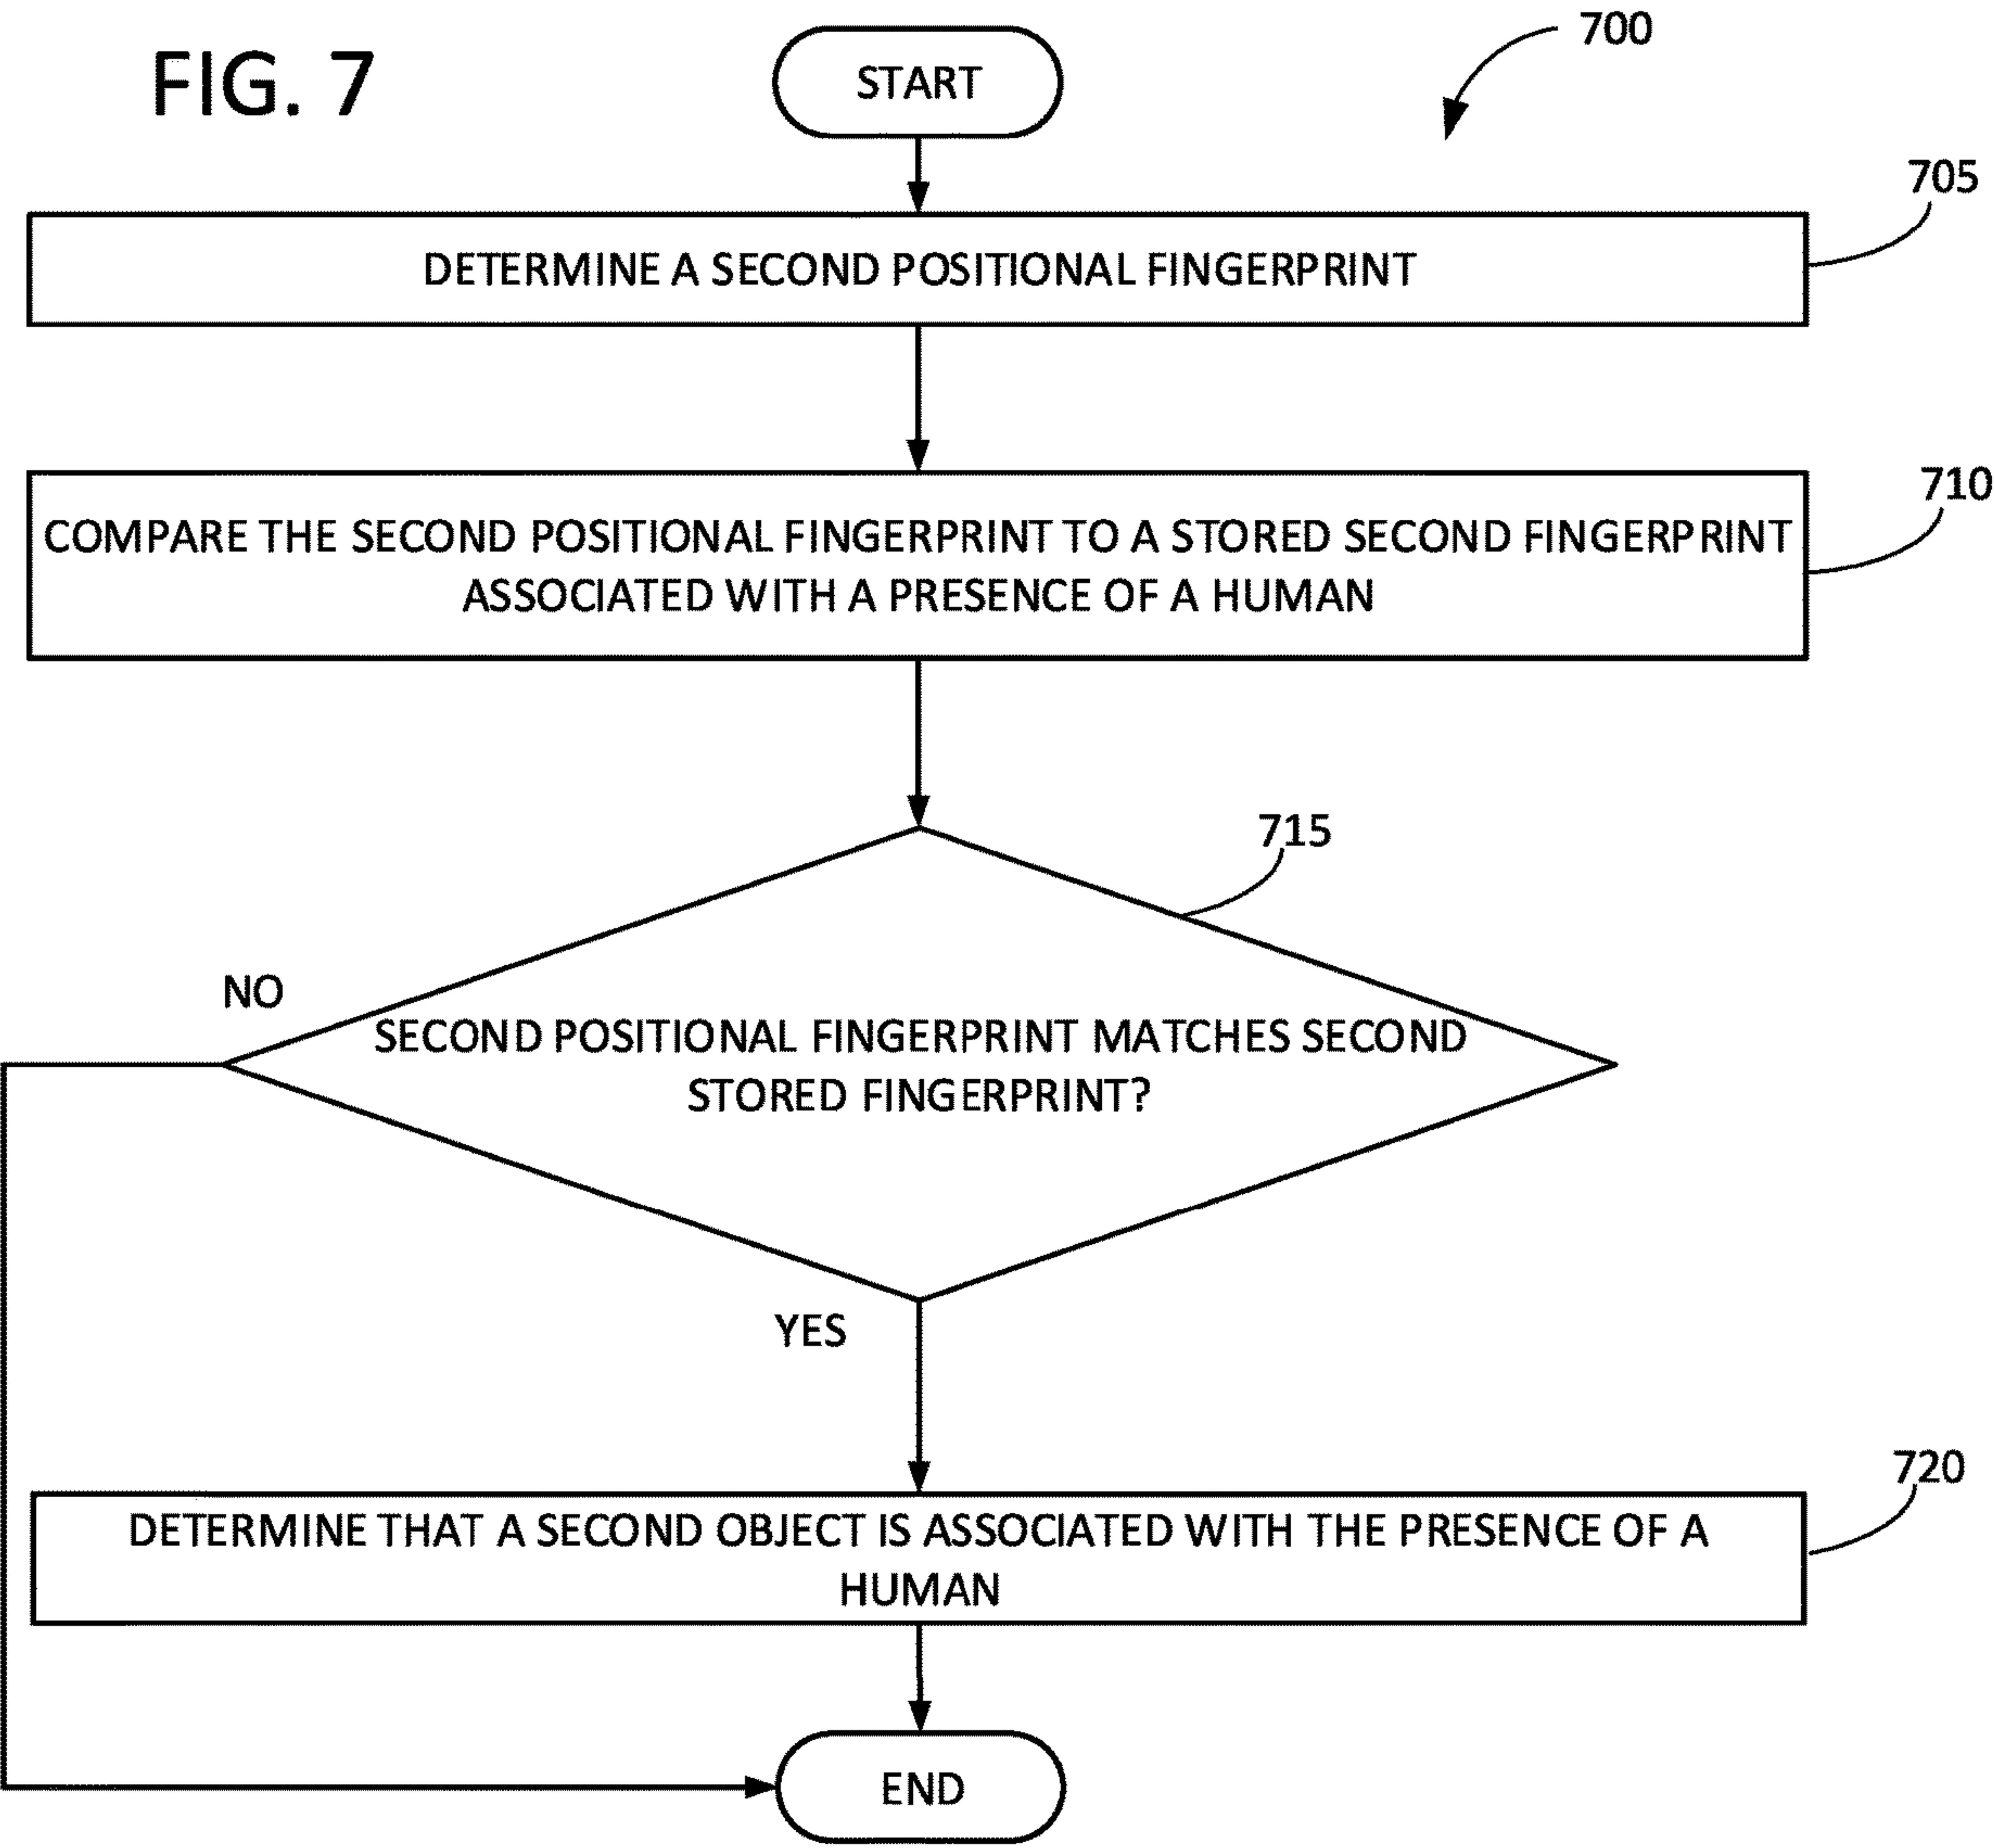 FIG. 7
START
700
705
DETERMINE A SECOND POSITIONAL FINGERPRINT
710
COMPARE THE SECOND POSITIONAL FINGERPRINT TO A STORED SECOND FINGERPRINT
ASSOCIATED WITH A PRESENCE OF A HUMAN
715
NO
SECOND POSITIONAL FINGERPRINT MATCHES SECOND
STORED FINGERPRINT?
YES
720
DETERMINE THAT A SECOND OBJECT IS ASSOCIATED WITH THE PRESENCE OF A
HUMAN
END